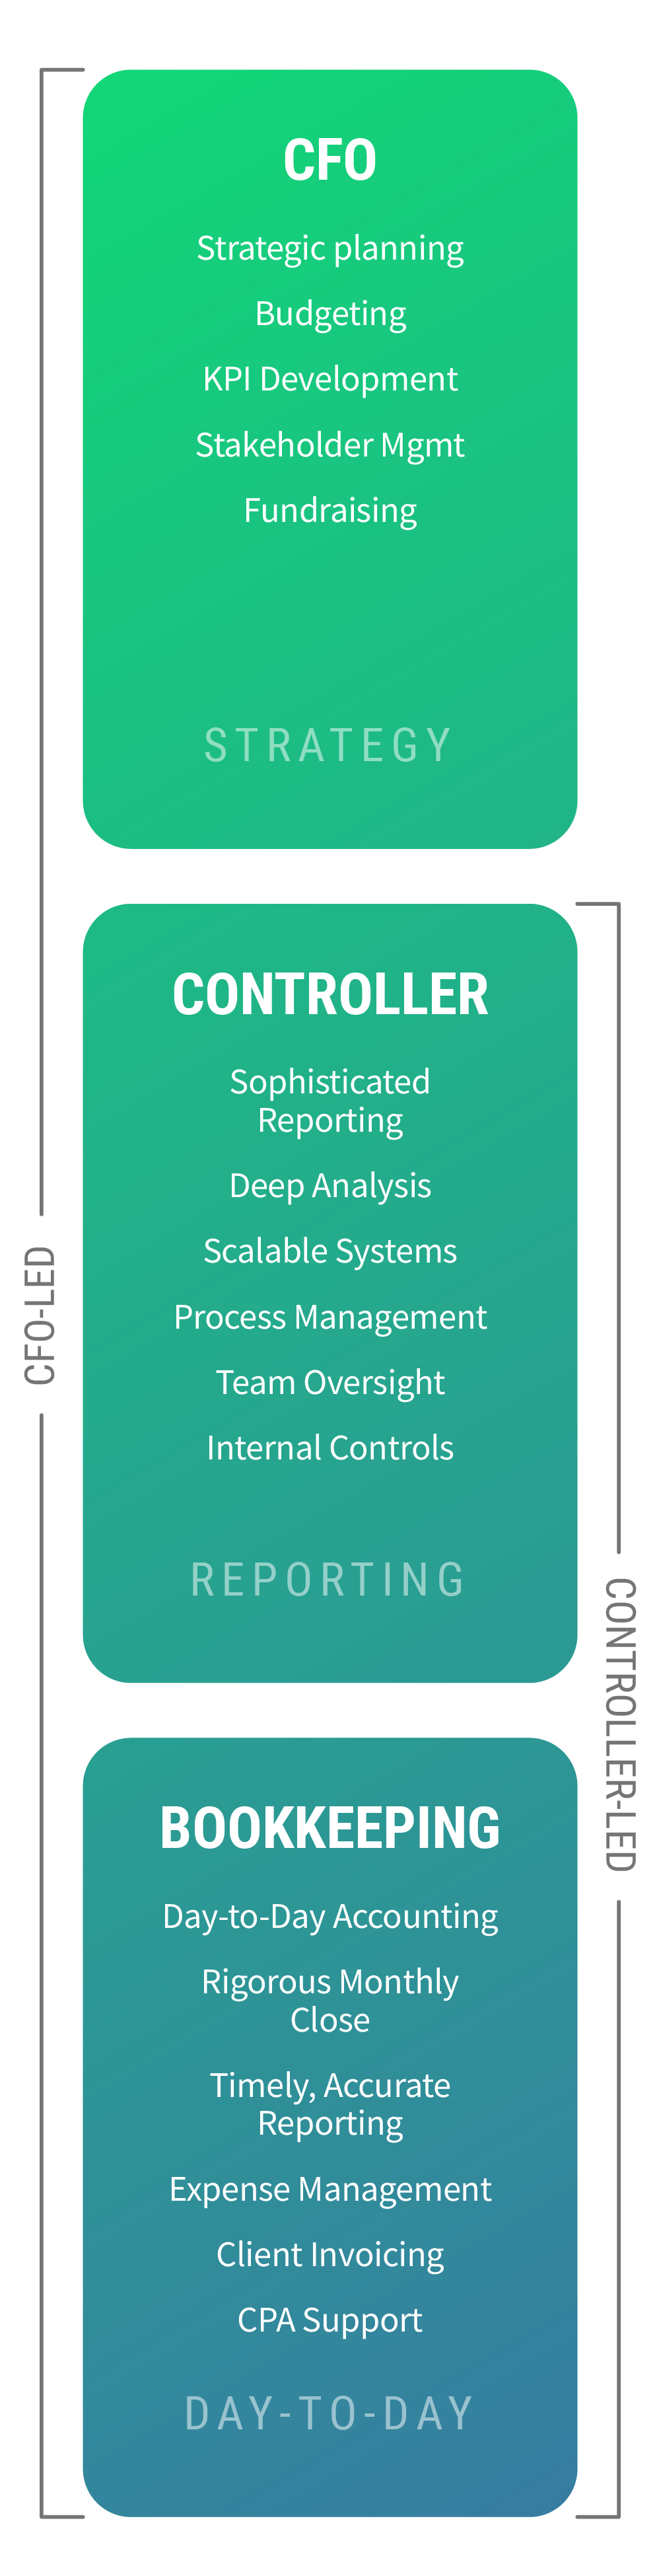 CFO
Strategic planning
Budgeting
KPI Development
Stakeholder Mgmt
Fundraising
STRATEGY
CONTROLLER
Sophisticated
Reporting
Deep Analysis
Scalable Systems
Process Management
Team Oversight
Internal Controls
REPORTING
CFO-LED
CONTROLLER-LED
BOOKKEEPING
Day-to-Day Accounting
Rigorous Monthly
Close
Timely, Accurate
Reporting
Expense Management
Client Invoicing
CPA Support
DAY-TO-DAY